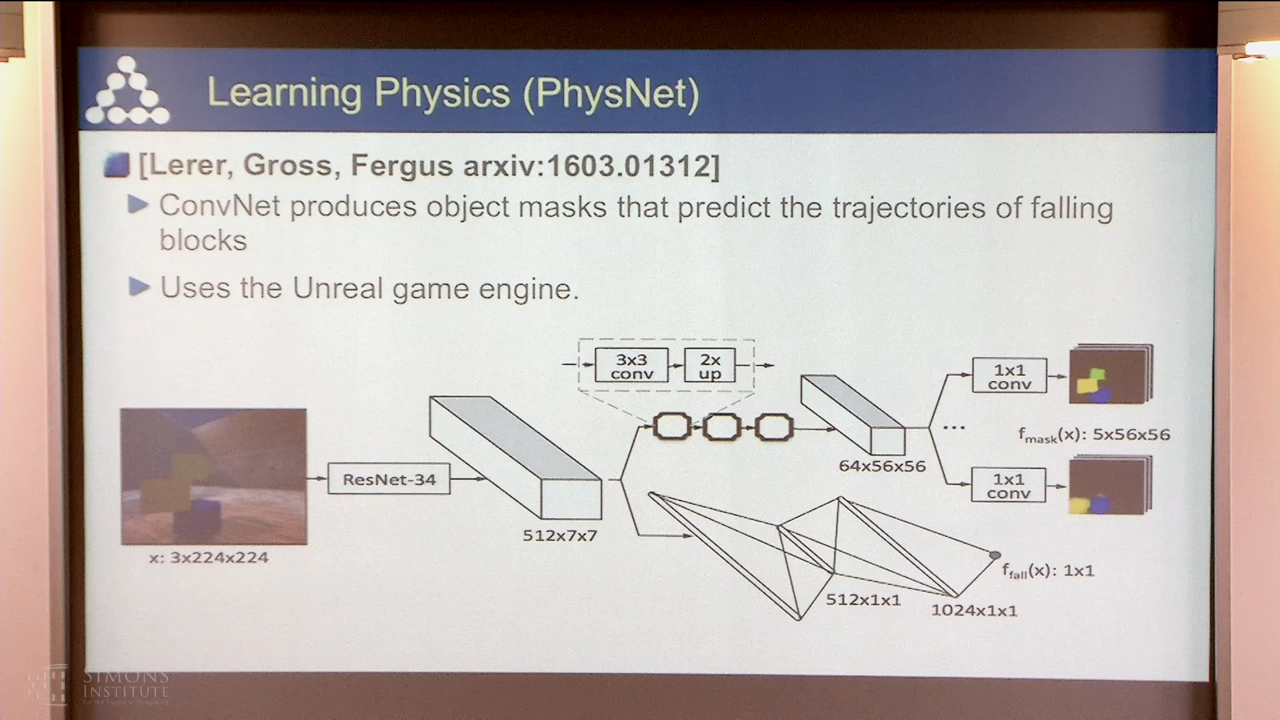 Learning Physics (PhysNet)
[Lerer, Gross, Fergus arxiv:1603.01312]
ConvNet produces object masks that predict the trajectories of falling
blocks
Uses the Unreal game engine.
3x3
conv
2x
up
1x1
conv
...
f_mask(x): 5x56x56
64x56x56
ResNet-34
1x1
conv
512x7x7
x: 3x224x224
f_fall(x): 1x1
512x1x1
1024x1x1
SIMONS
INSTITUTE